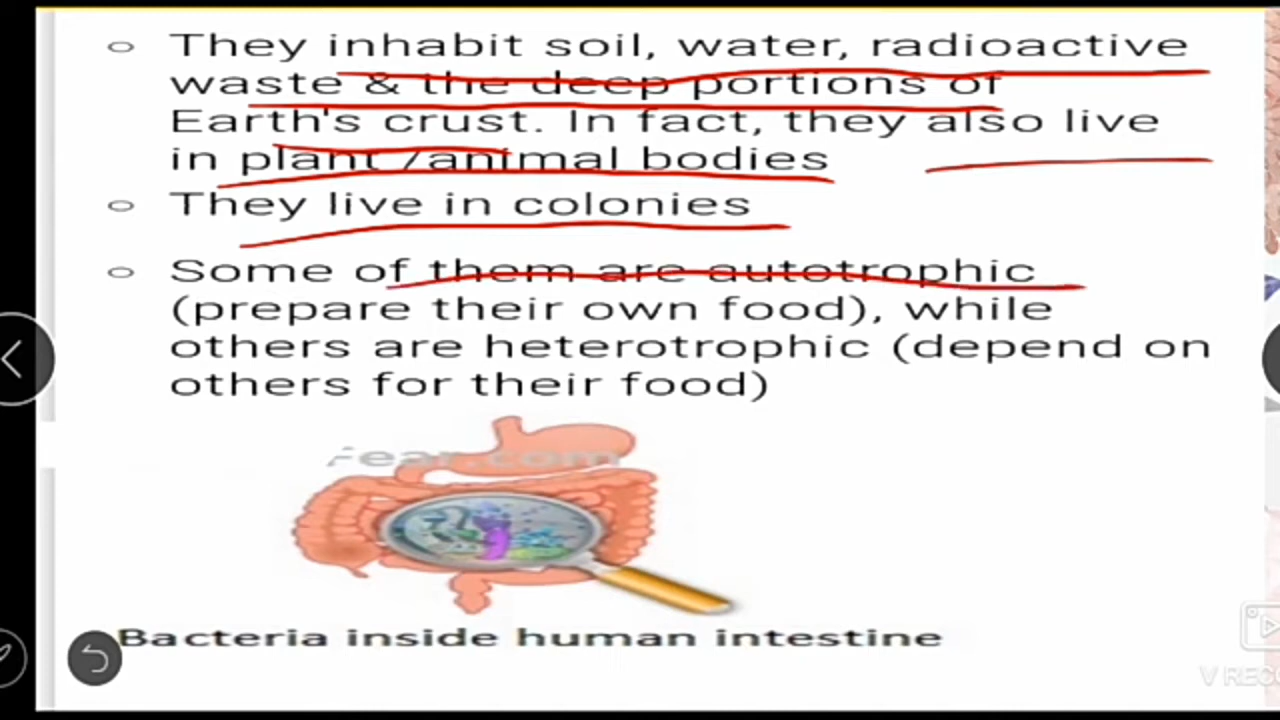 They inhabit soil, water, radioactive
waste & the deep portions of
Earth's crust. In fact, they also live
in plant /animal bodies
They live in colonies
Some of them are autotrophic
(prepare their own food), while
others are heterotrophic (depend on
others for their food)
Fear.com
Bacteria inside human intestine